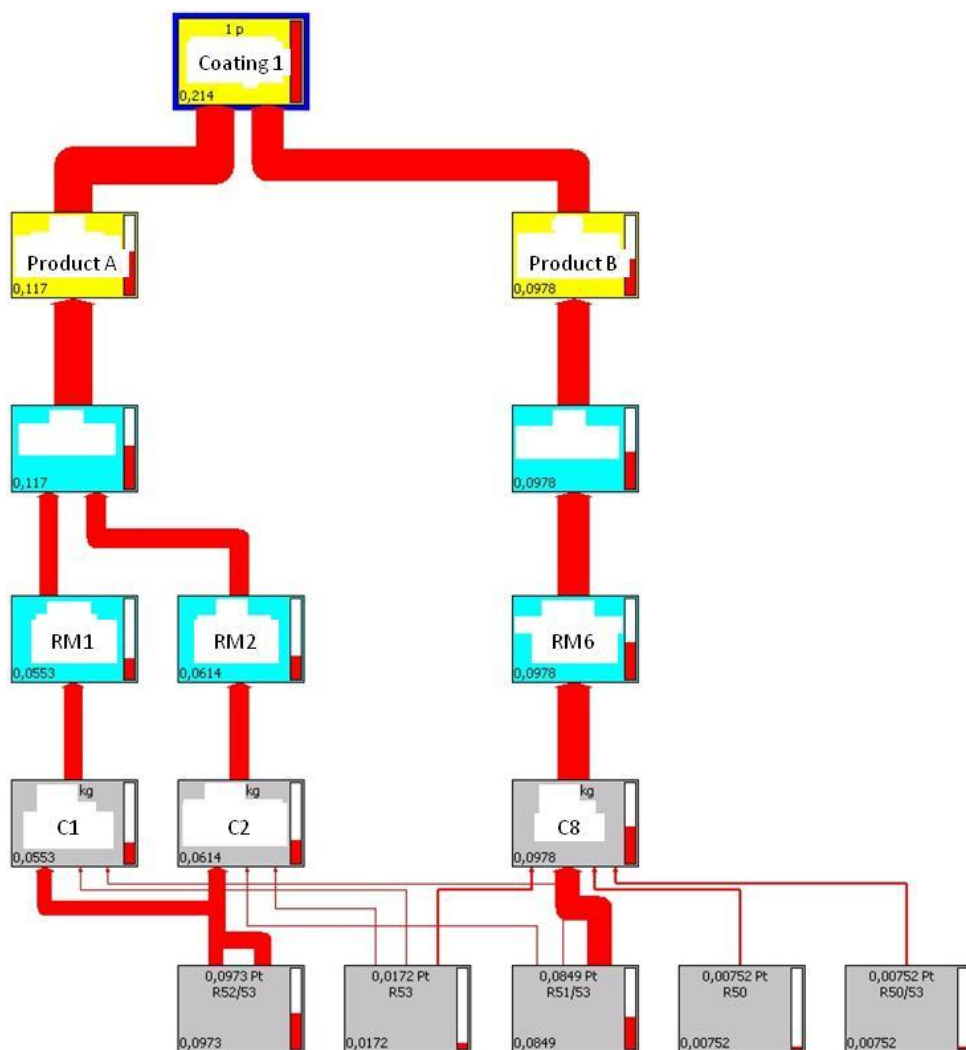 1 p
Coating 1
0,214
Product A
0,117
Product B
0,0978
0,117
0,0978
RM1
0,0553
RM2
0,0614
RM6
0,0978
kg
C1
0,0553
kg
C2
0,0614
kg
C8
0,0978
0,0973 Pt
R52/53
0,0973
0,0172 Pt
R53
0,0172
0,0849 Pt
R51/53
0,0849
0,00752 Pt
R50
0,00752
0,00752 Pt
R50/53
0,00752